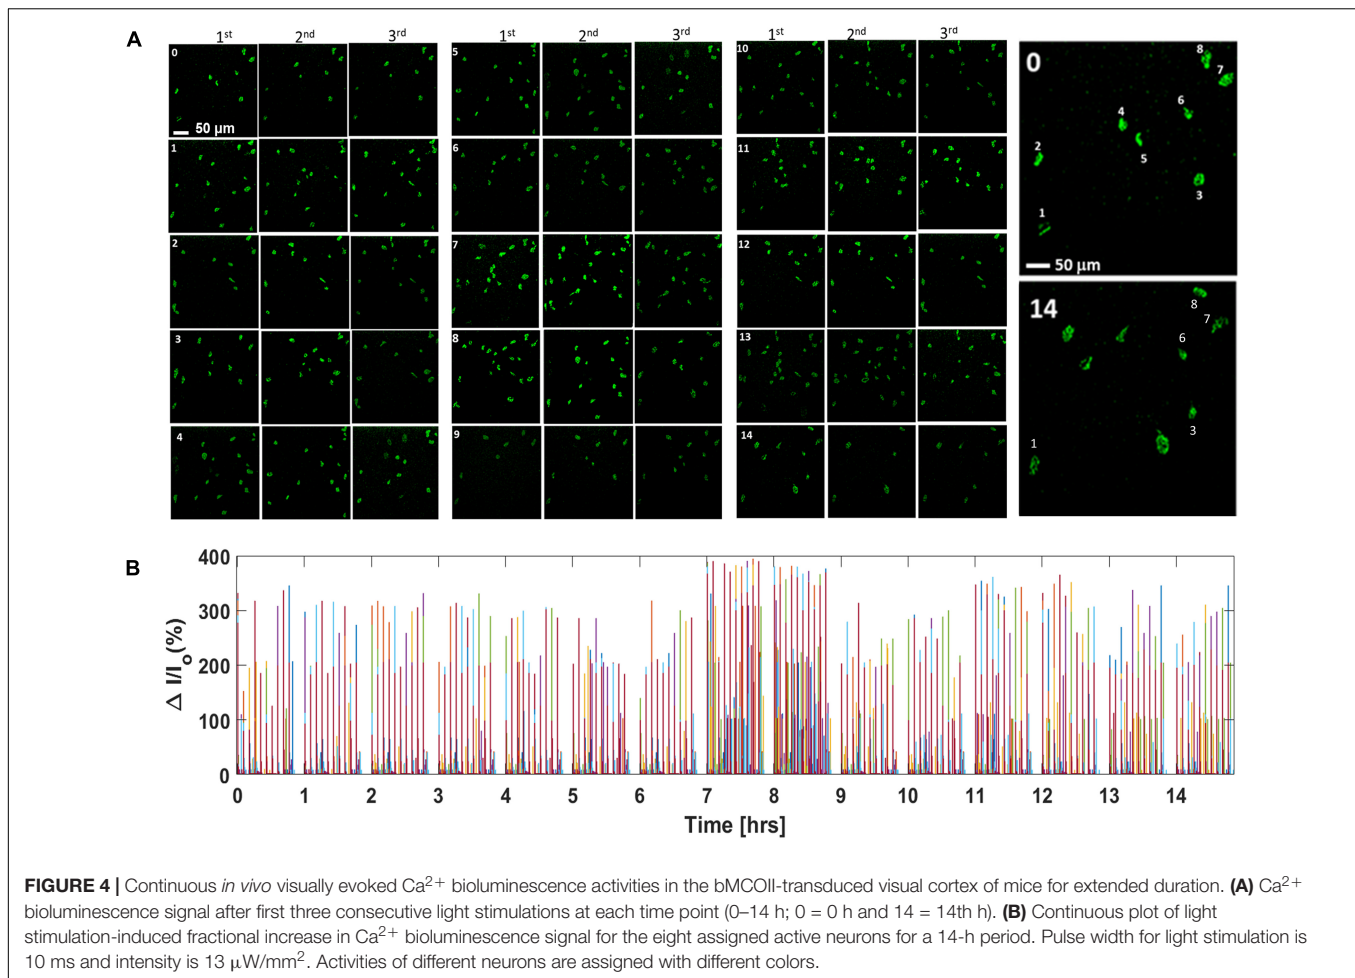 A
1st 2nd 3rd 1st 2nd 3rd 1st 2nd 3rd
0 5 10
50 μm
1 6 11
2 7 12
3 8 13
4 9 14
0
8
7
6
4
5
2
3
1
50 μm
14
8
7
6
3
1
B
400
300
200
100
0
Δ I/Io(%)
0 1 2 3 4 5 6 7 8 9 10 11 12 13 14
Time [hrs]
FIGURE 4 | Continuous in vivo visually evoked Ca2+ bioluminescence activities in the bMCOII-transduced visual cortex of mice for extended duration. (A) Ca2+
bioluminescence signal after first three consecutive light stimulations at each time point (0–14 h; 0 = 0 h and 14 = 14th h). (B) Continuous plot of light
stimulation-induced fractional increase in Ca2+ bioluminescence signal for the eight assigned active neurons for a 14-h period. Pulse width for light stimulation is
10 ms and intensity is 13 μW/mm2. Activities of different neurons are assigned with different colors.